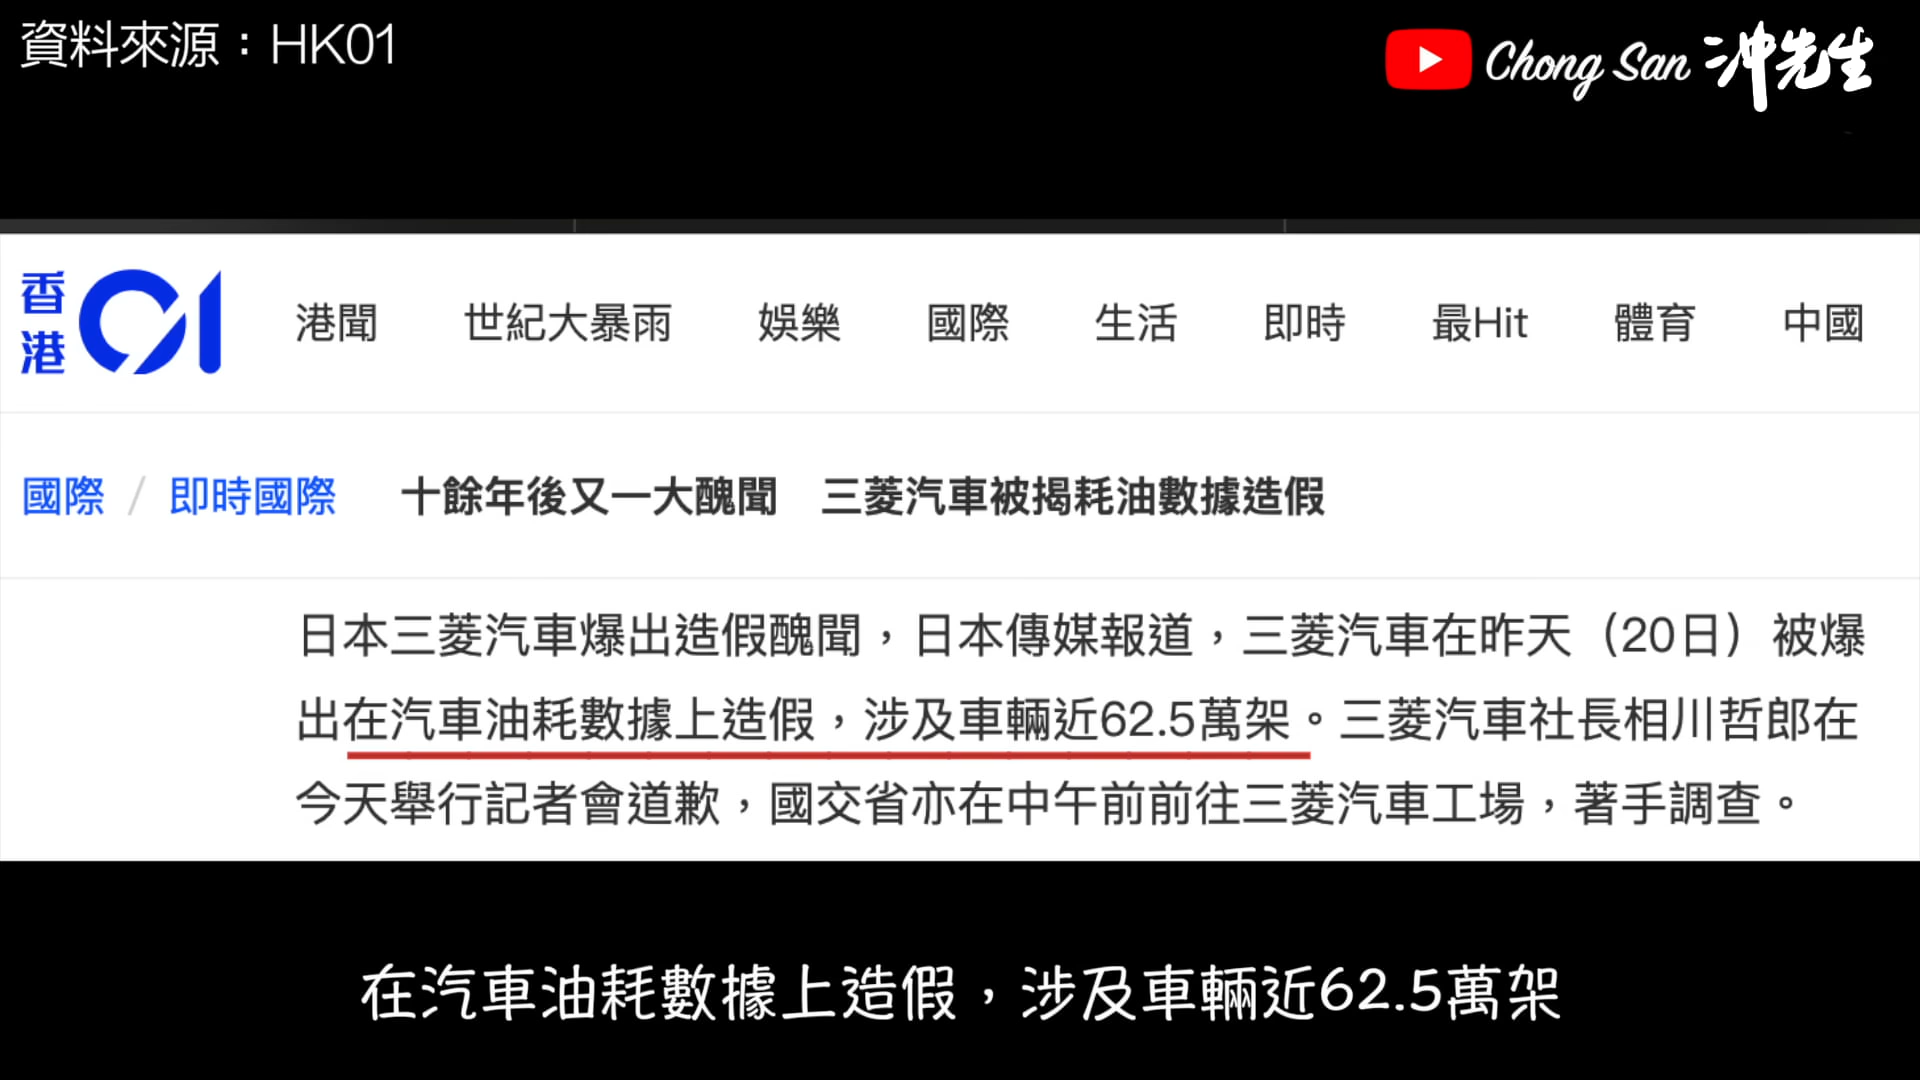 資料來源：HK01
Chong San 沖先生
香港01 港聞 世紀大暴雨 娛樂 國際 生活 即時 最Hit 體育 中國
國際 / 即時國際 十餘年後又一大醜聞　三菱汽車被揭耗油數據造假
日本三菱汽車爆出造假醜聞，日本傳媒報道，三菱汽車在昨天（20日）被爆
出在汽車油耗數據上造假，涉及車輛近62.5萬架。三菱汽車社長相川哲郎在
今天舉行記者會道歉，國交省亦在中午前前往三菱汽車工場，著手調查。
在汽車油耗數據上造假，涉及車輛近62.5萬架